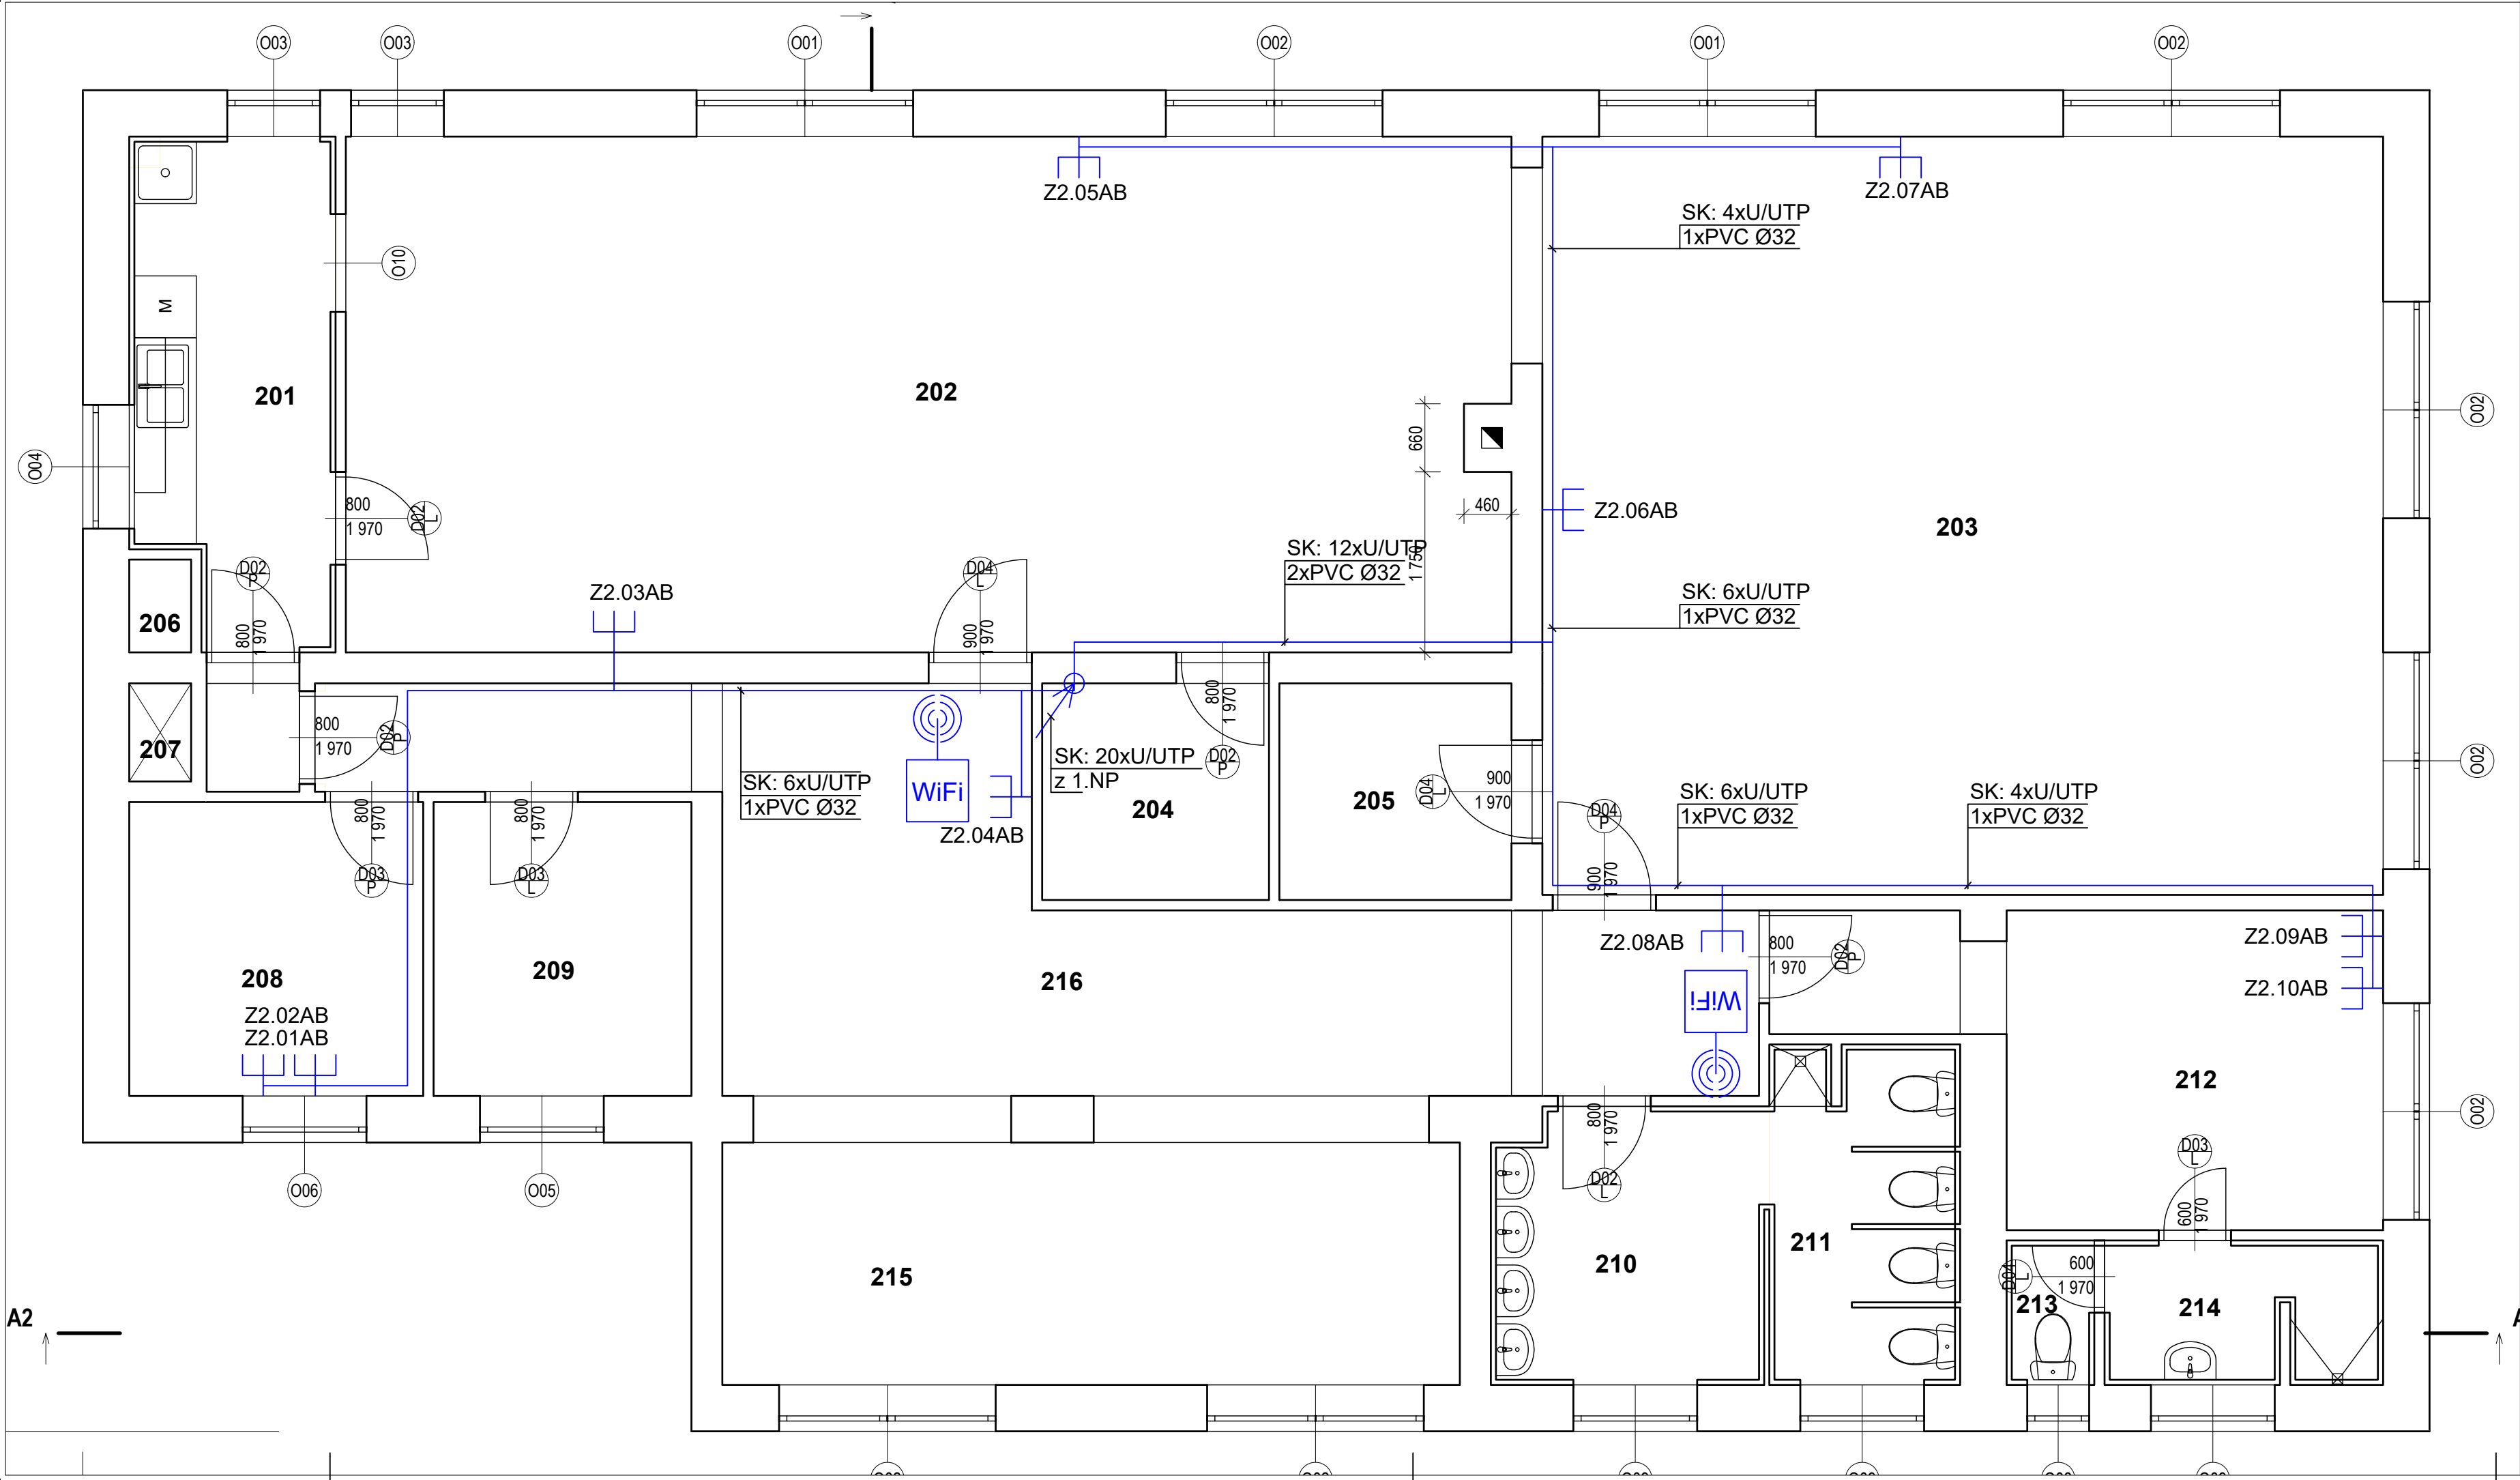 O03
O03
O01
O02
O01
O02
Z2.05AB
Z2.07AB
SK: 4xU/UTP
1xPVC Ø32
O10
M
201
202
660
O02
O04
460
800
1 970
D02
L
Z2.06AB
203
SK: 12xU/UTP
2xPVC Ø32
1 750
D02
P
800
1 970
D04
L
900
1 970
Z2.03AB
SK: 6xU/UTP
1xPVC Ø32
206
207
800
1 970
D02
P
800
1 970
D02
P
SK: 20xU/UTP
z 1.NP
SK: 6xU/UTP
1xPVC Ø32
WiFi
Z2.04AB
204
205
900
1 970
D04
L
D04
P
900
1 970
SK: 6xU/UTP
1xPVC Ø32
SK: 4xU/UTP
1xPVC Ø32
O02
800
1 970
D03
P
800
1 970
D03
L
208
209
216
Z2.02AB
Z2.01AB
Z2.08AB
WiFi
800
1 970
D02
P
Z2.09AB
Z2.10AB
212
O02
800
1 970
D02
L
D03
L
600
1 970
O06
O05
215
210
211
600
1 970
D04
L
213
214
A2